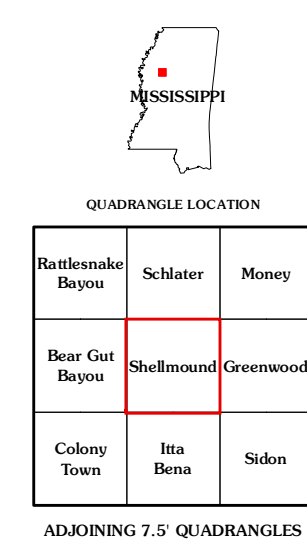 MISSISSIPPI
QUADRANGLE LOCATION
Rattlesnake
Bayou
Schlater
Money
Bear Gut
Bayou
Shellmound
Greenwood
Colony
Town
Itta
Bena
Sidon
ADJOINING 7.5' QUADRANGLES